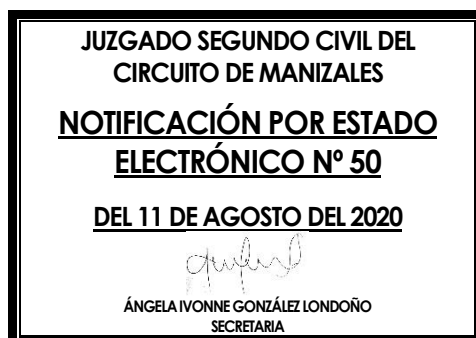 JUZGADO SEGUNDO CIVIL DEL
CIRCUITO DE MANIZALES
NOTIFICACIÓN POR ESTADO
ELECTRÓNICO Nº 50
DEL 11 DE AGOSTO DEL 2020
ÁNGELA IVONNE GONZÁLEZ LONDOÑO
SECRETARIA